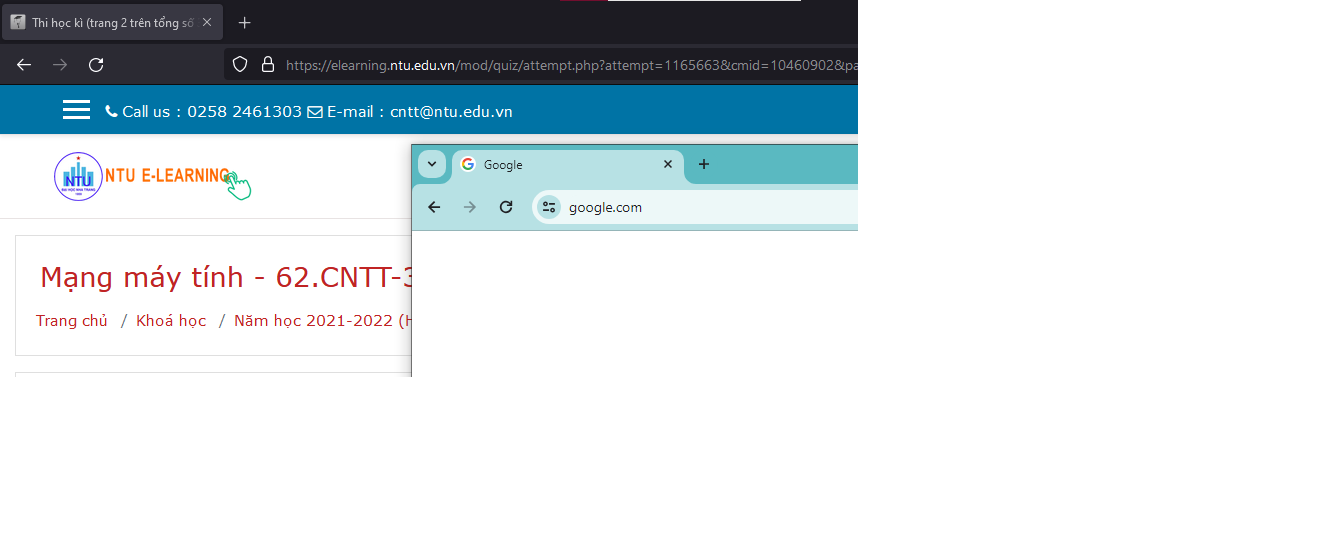 Thi học kì (trang 2 trên tổng số
https://elearning.ntu.edu.vn/mod/quiz/attempt.php?attempt=1165663&cmid=10460902&pa
Call us : 0258 2461303 E-mail : cntt@ntu.edu.vn
NTU NTU E-LEARNING
Google
google.com
Mạng máy tính - 62.CNTT-3
Trang chủ / Khoá học / Năm học 2021-2022 (H